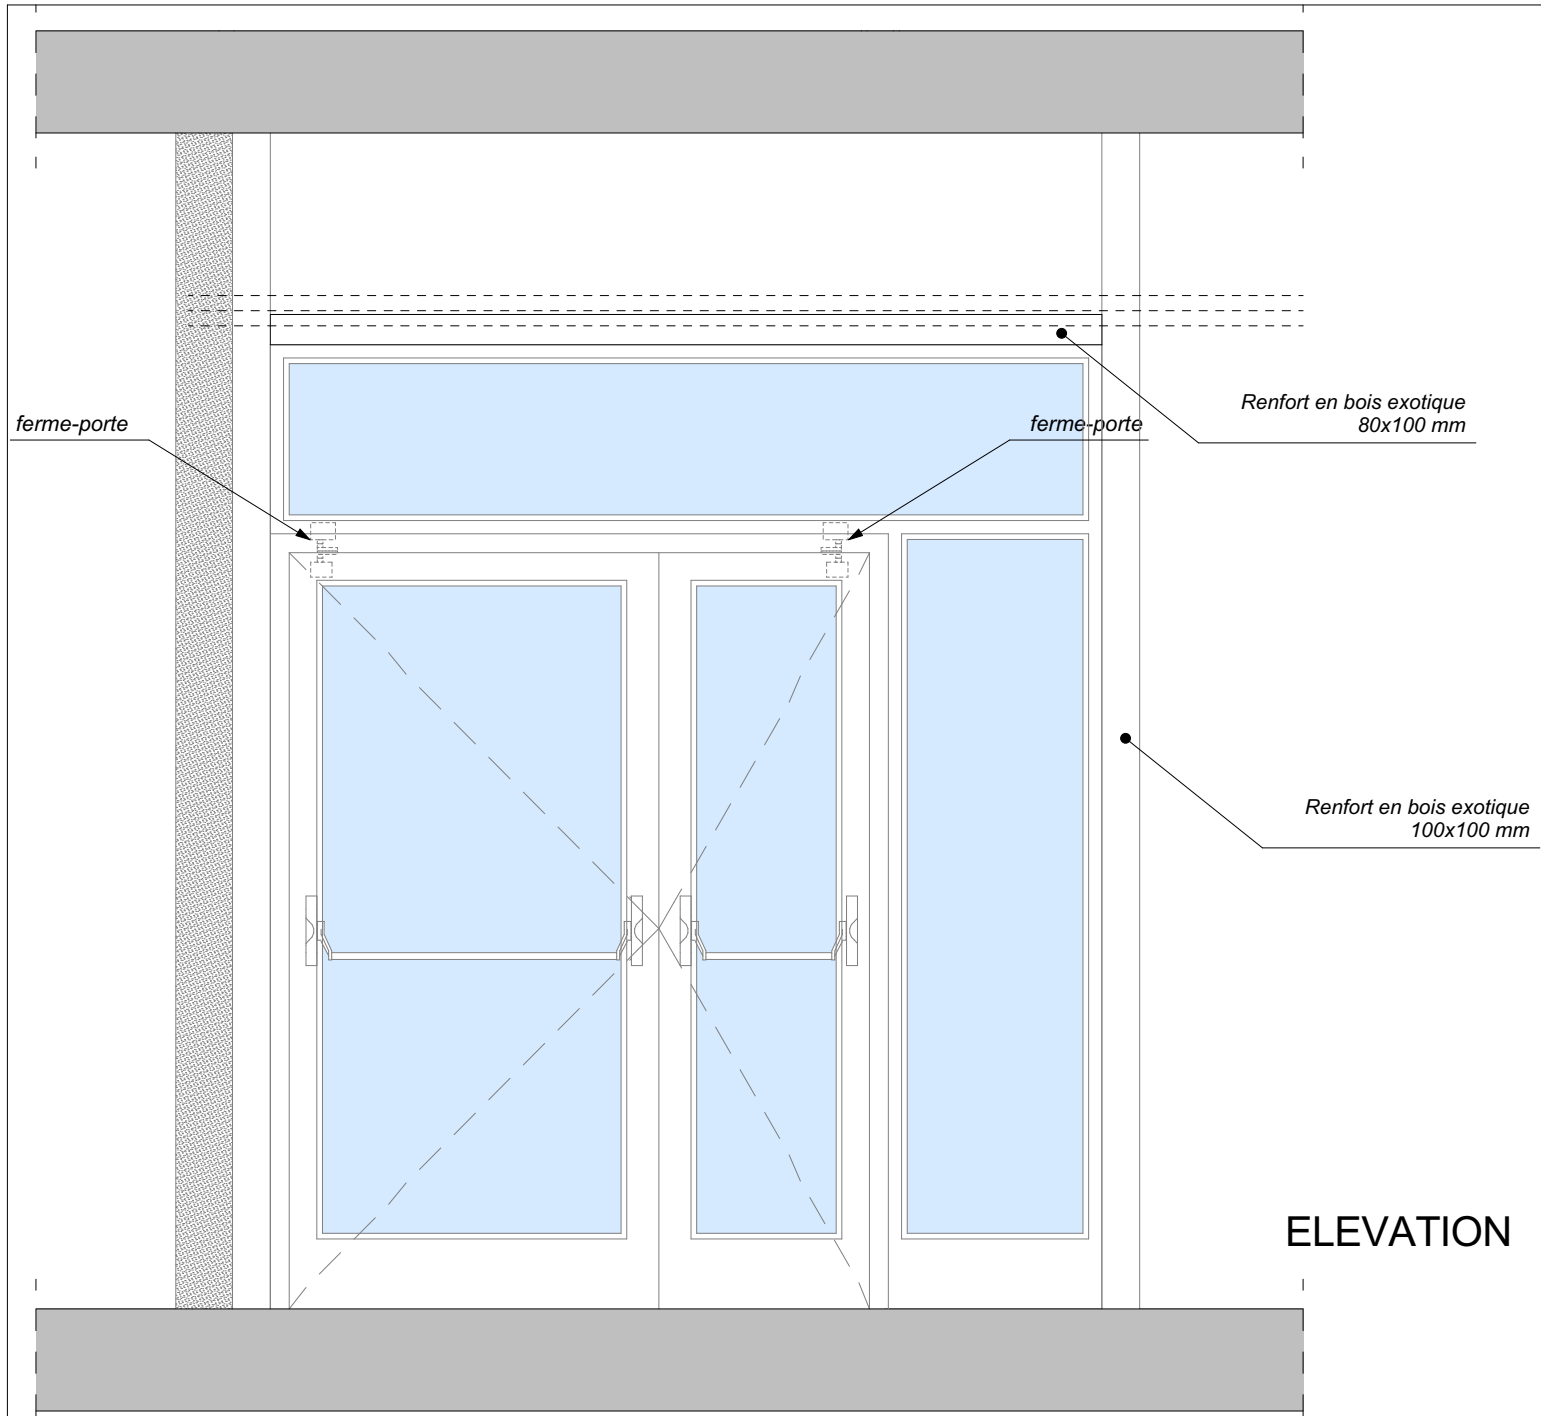 Renfort en bois exotique
80x100 mm
ferme-porte
ferme-porte
Renfort en bois exotique
100x100 mm
ELEVATION